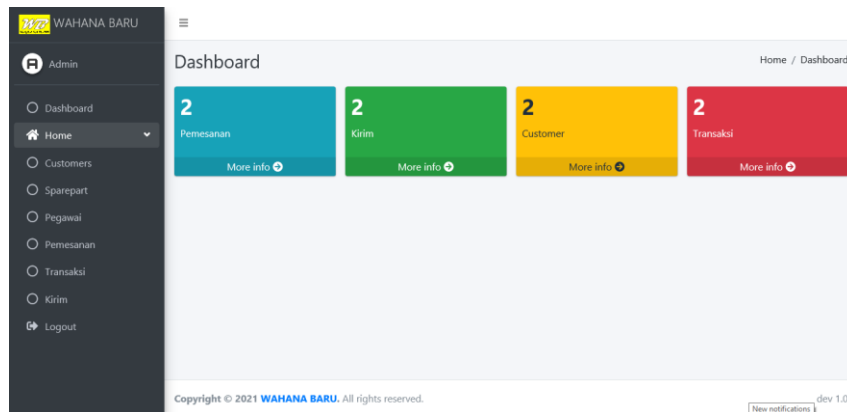 WB WAHANA BARU
Admin
Dashboard
Home
Customers
Sparepart
Pegawai
Pemesanan
Transaksi
Kirim
Logout
Dashboard
Home / Dashboard
2
Pemesanan
More info
2
Kirim
More info
2
Customer
More info
2
Transaksi
More info
Copyright © 2021 WAHANA BARU. All rights reserved.
dev 1.0
New notifications